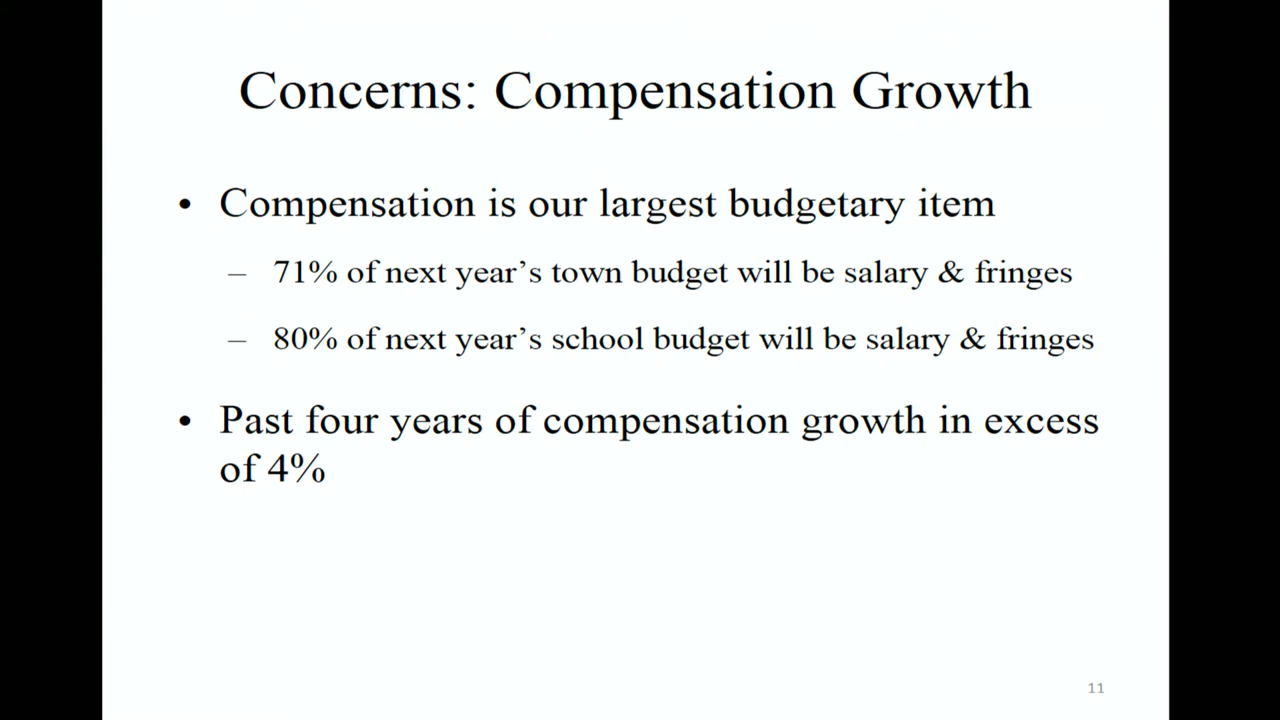 Concerns: Compensation Growth
• Compensation is our largest budgetary item
– 71% of next year’s town budget will be salary & fringes
– 80% of next year’s school budget will be salary & fringes
• Past four years of compensation growth in excess
of 4%
11